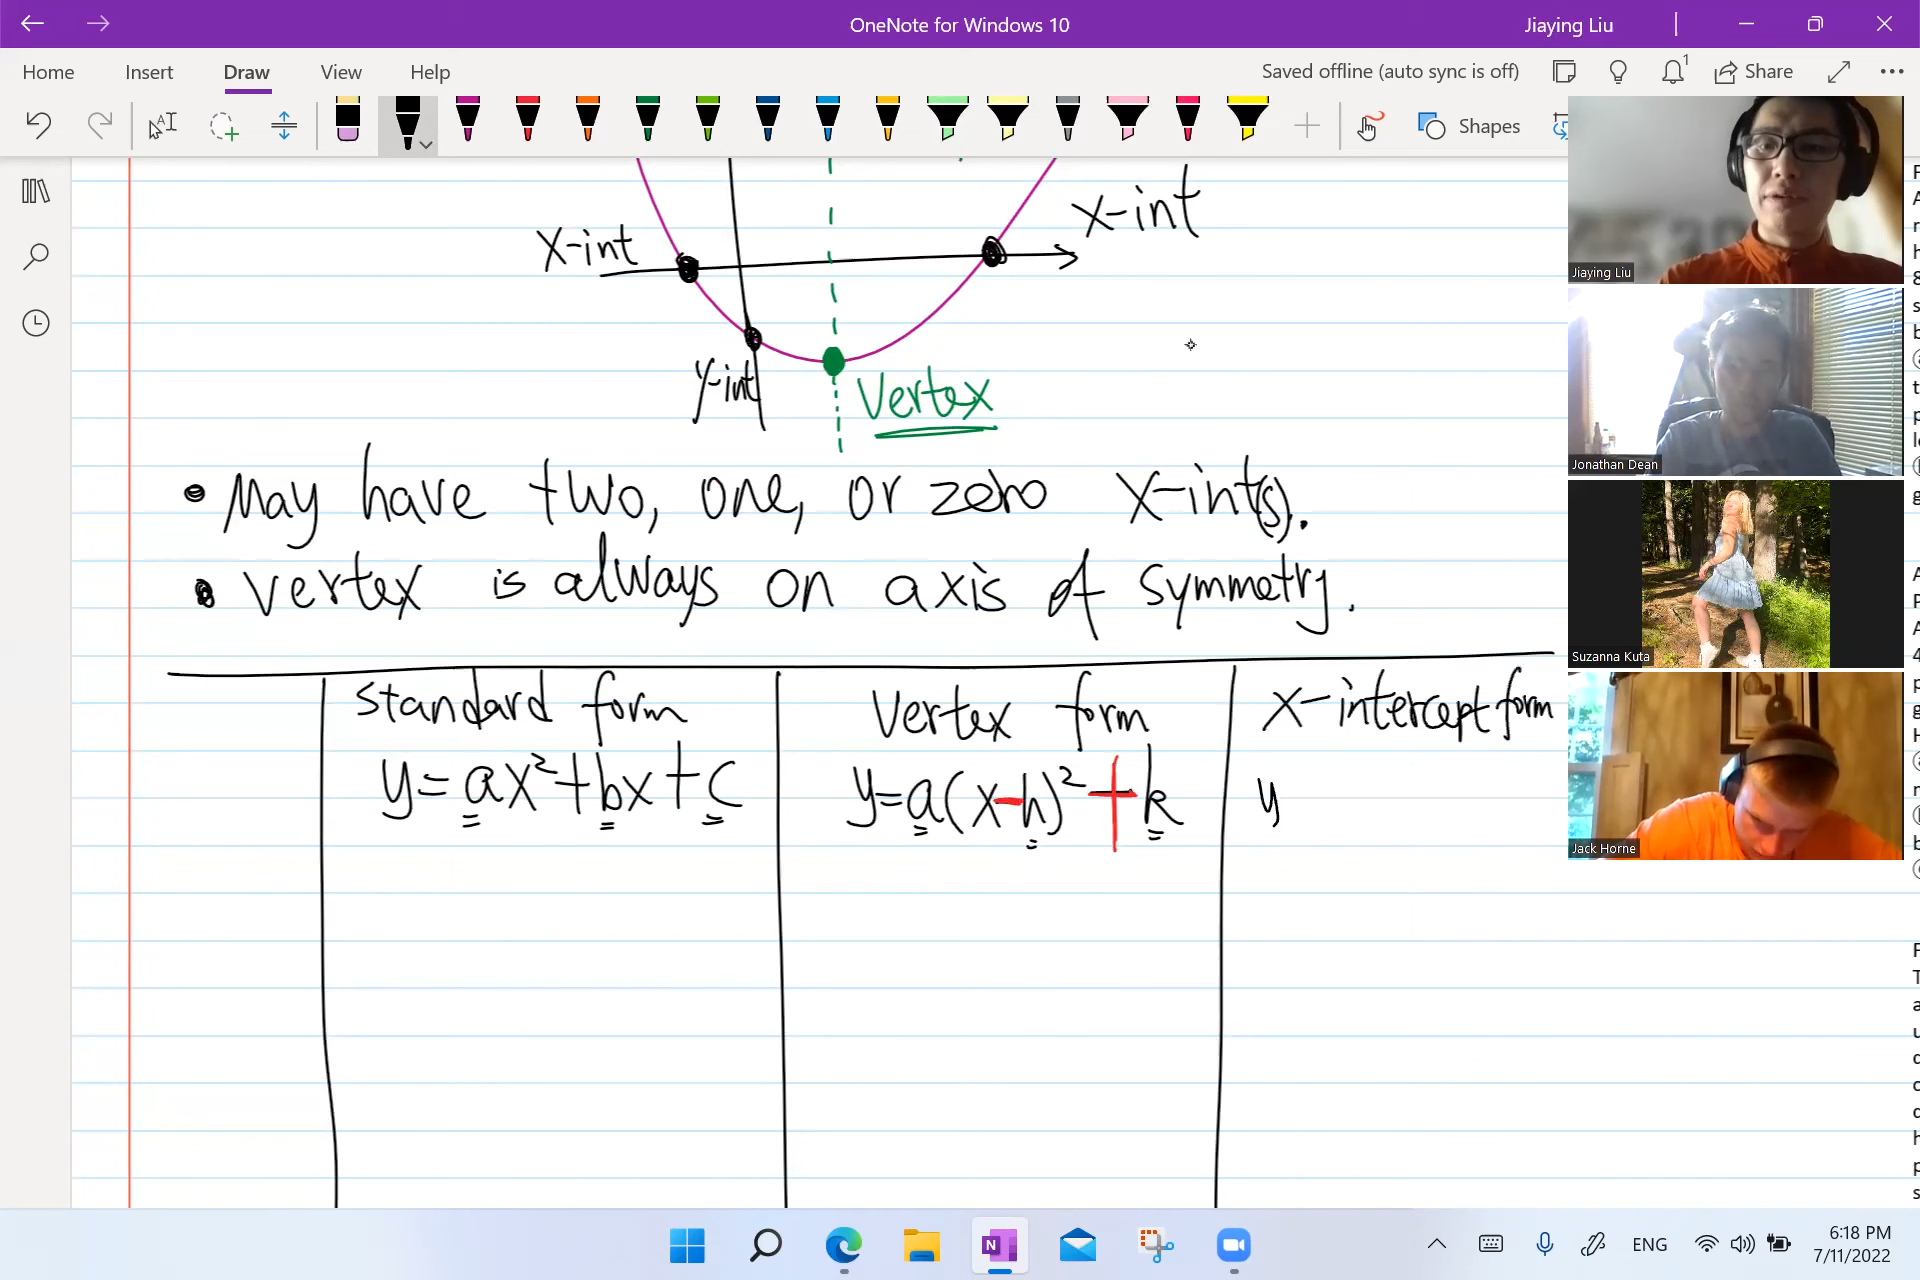 OneNote for Windows 10
Jiaying Liu
Home Insert Draw View Help
Saved offline (auto sync is off)
1
Share
Shapes
x-int
x-int
y-int
Vertex
• May have two, one, or zero x-int(s).
• Vertex is always on axis of symmetry.
Standard form
y=ax²+bx+c
Vertex form
y=a(x-h)²+k
x-intercept form
y
Jiaying Liu
Jonathan Dean
Suzanna Kuta
Jack Horne
ENG
6:18 PM
7/11/2022